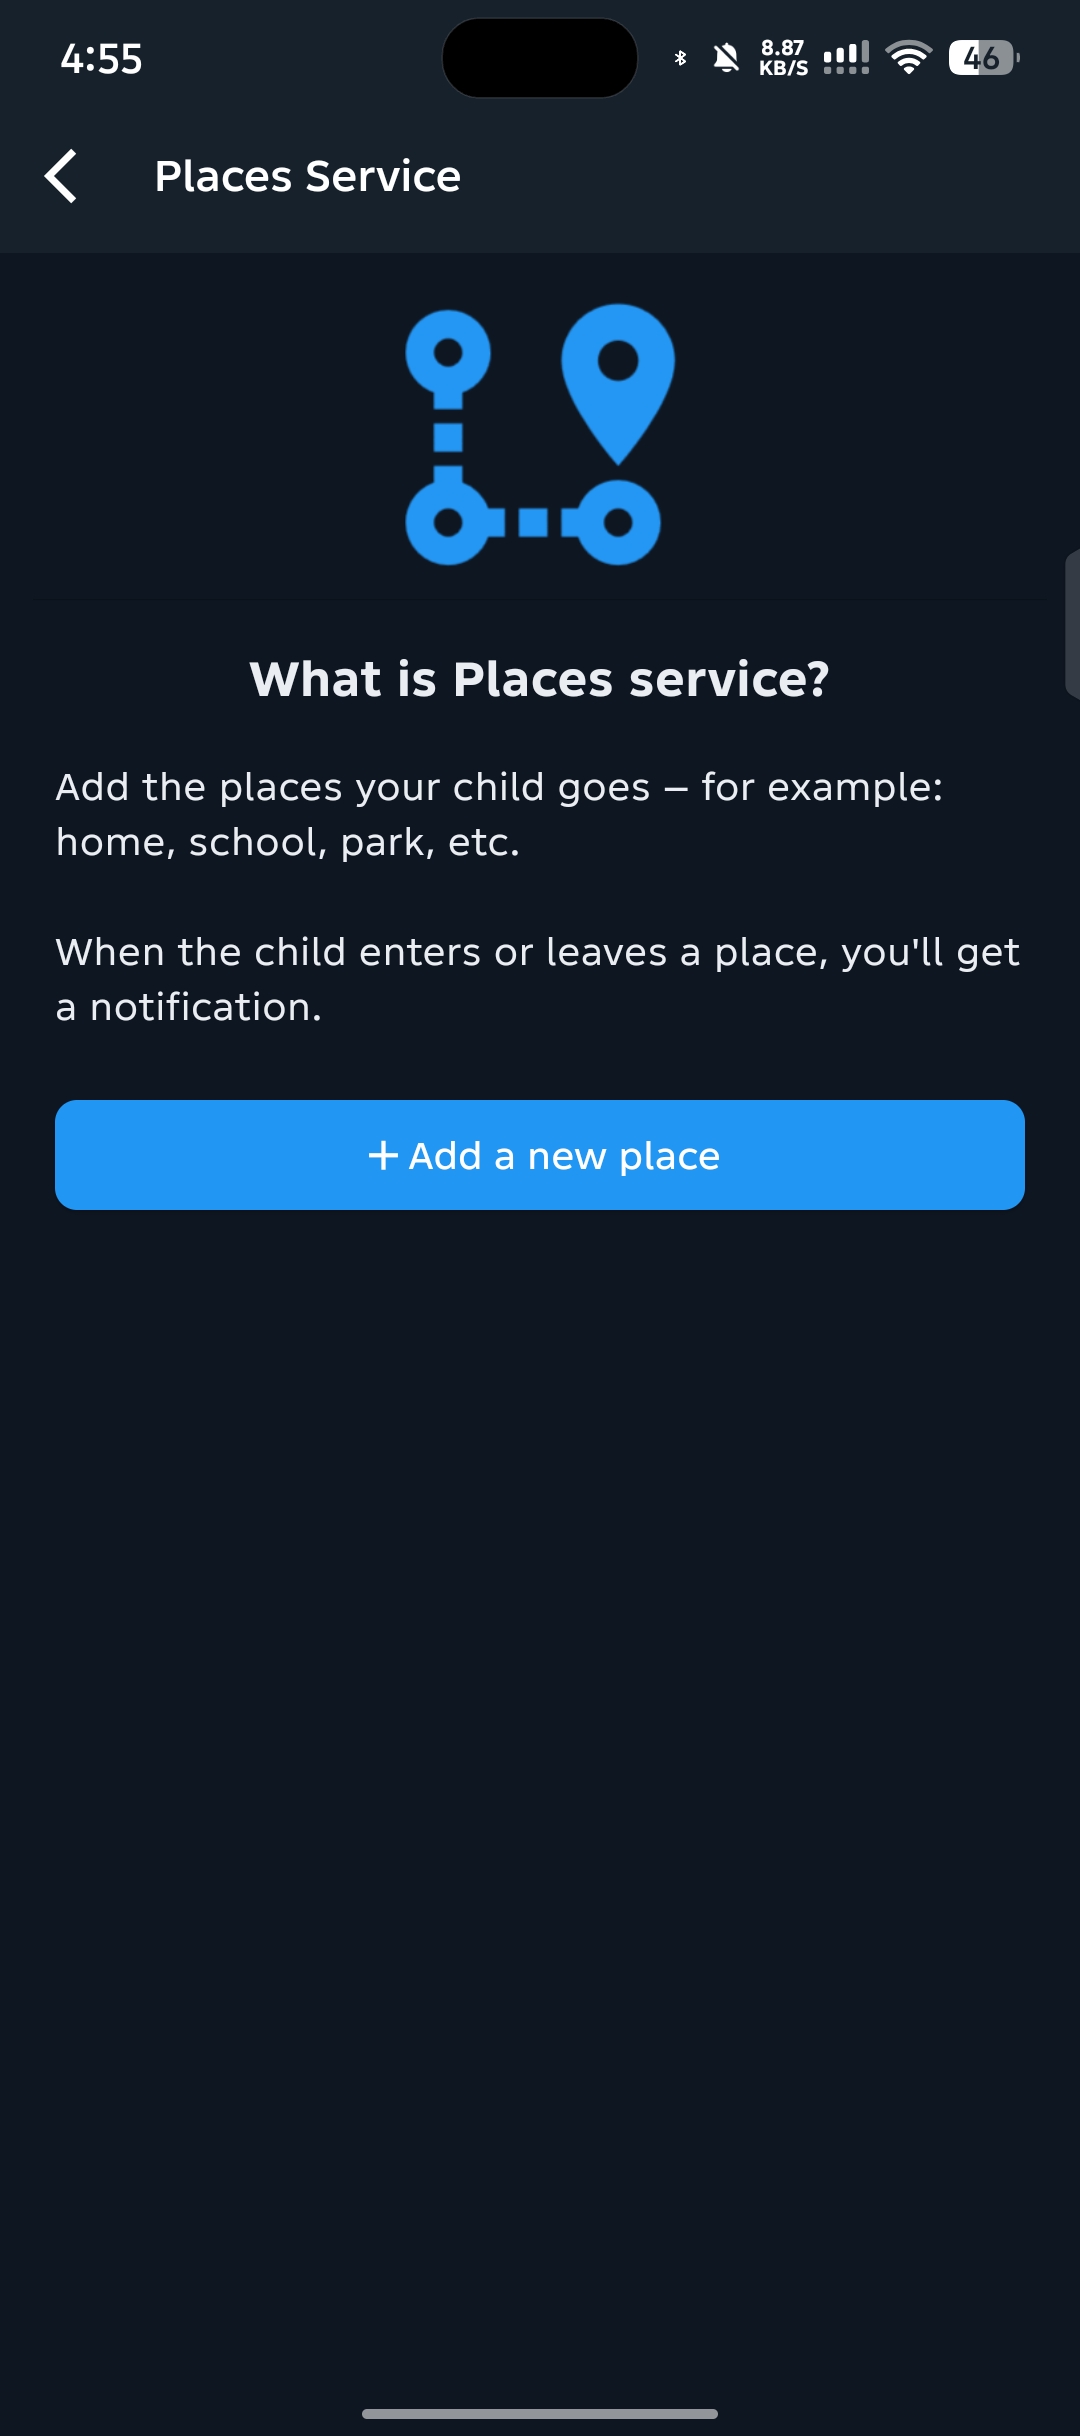 4:55
8.87
KB/S
46
Places Service
What is Places service?
Add the places your child goes – for example:
home, school, park, etc.
When the child enters or leaves a place, you'll get
a notification.
+ Add a new place